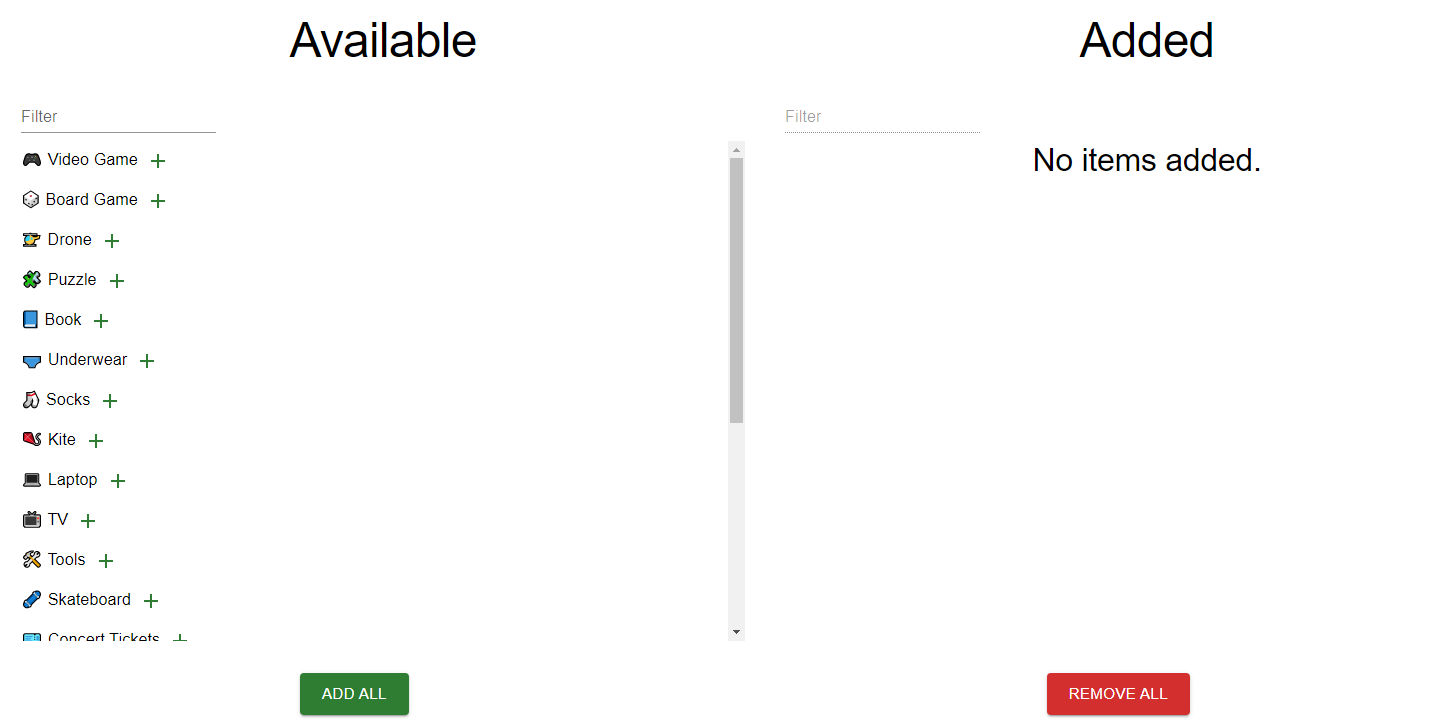 Available
Filter
Video Game
Board Game
Drone
Puzzle
Book
Underwear
Socks
Kite
Laptop
TV
Tools
Skateboard
Concert Tickets
ADD ALL
Added
Filter
No items added.
REMOVE ALL